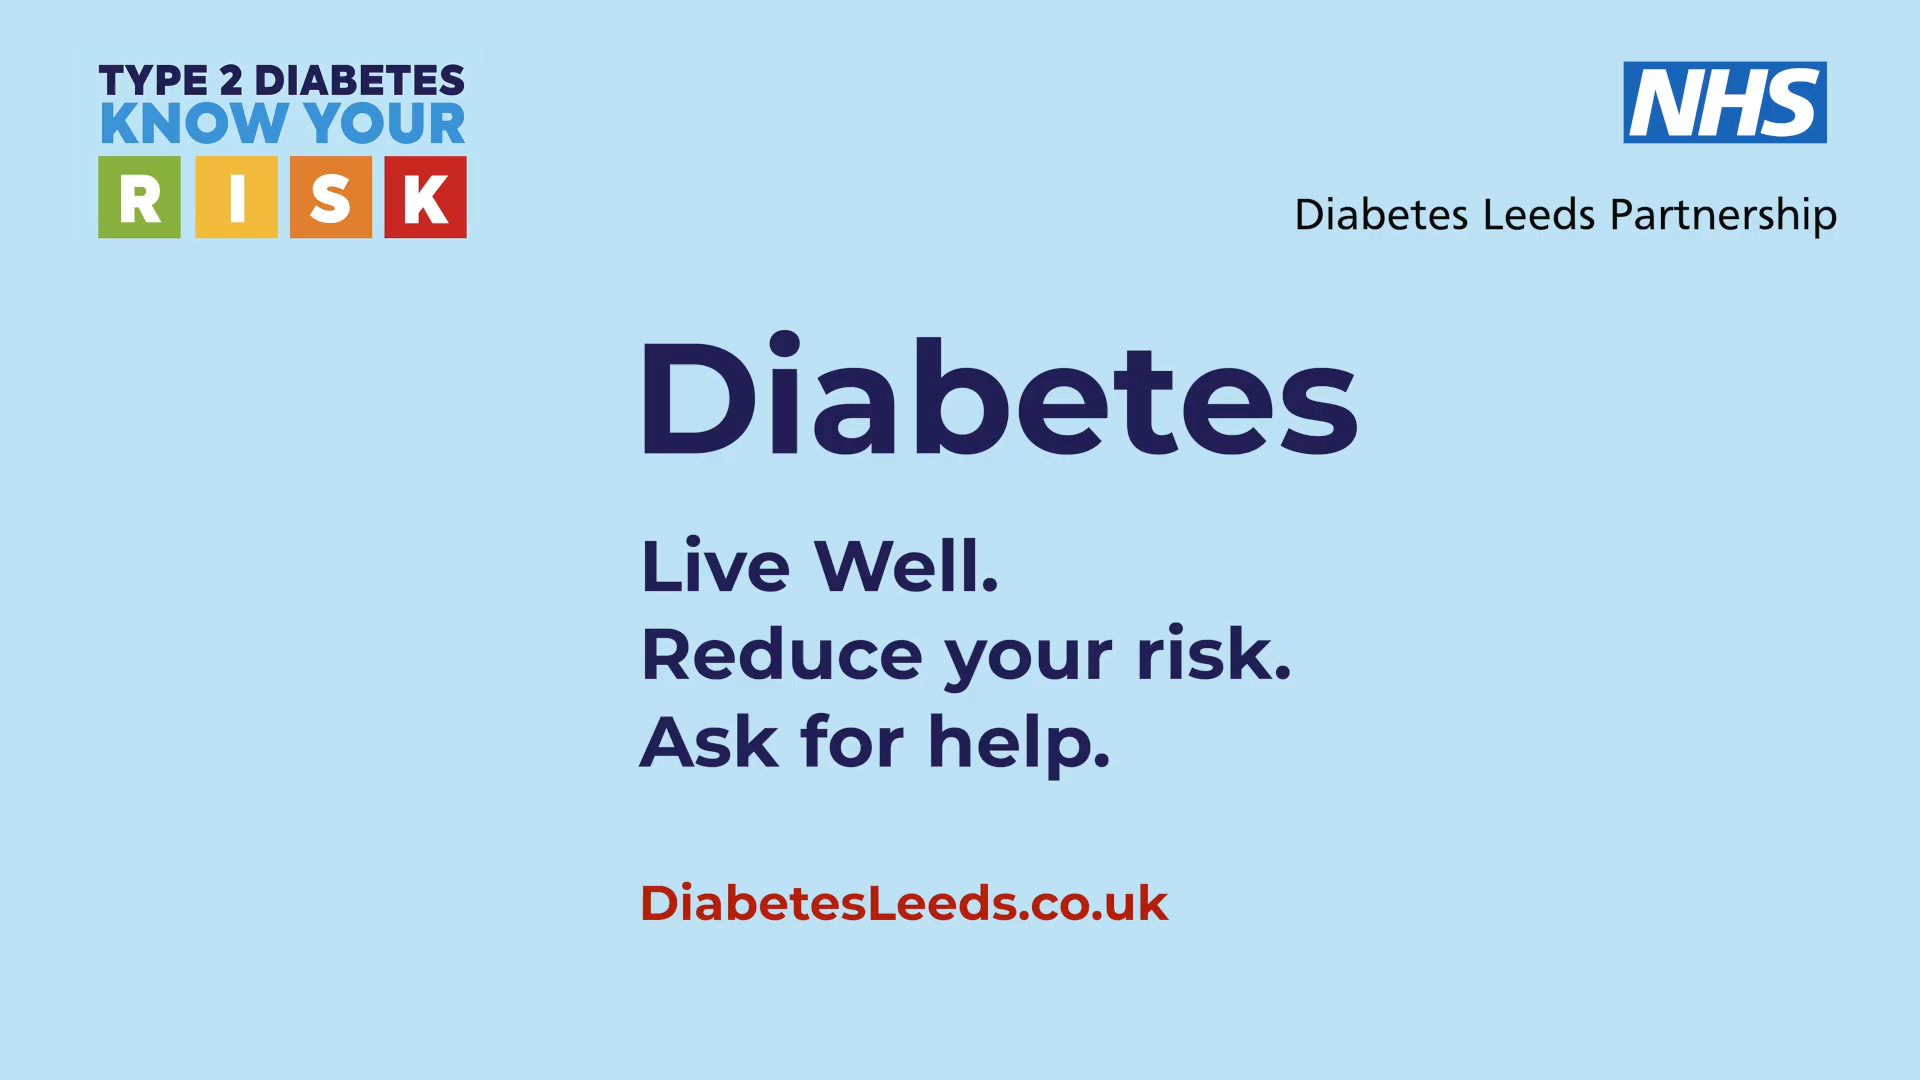 TYPE 2 DIABETES
KNOW YOUR
RISK
NHS
Diabetes Leeds Partnership
Diabetes
Live Well.
Reduce your risk.
Ask for help.
DiabetesLeeds.co.uk